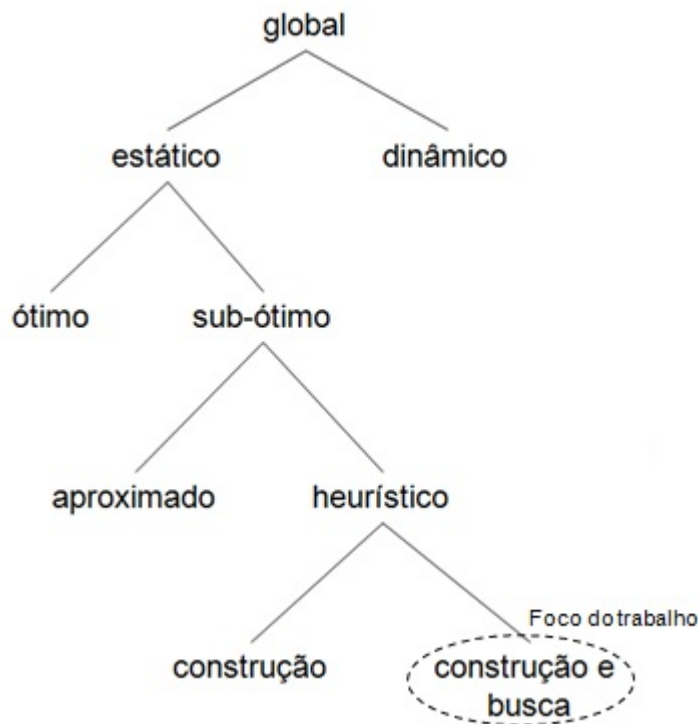 global
estático
dinâmico
ótimo
sub-ótimo
aproximado
heurístico
Foco do trabalho
construção
construção e
busca